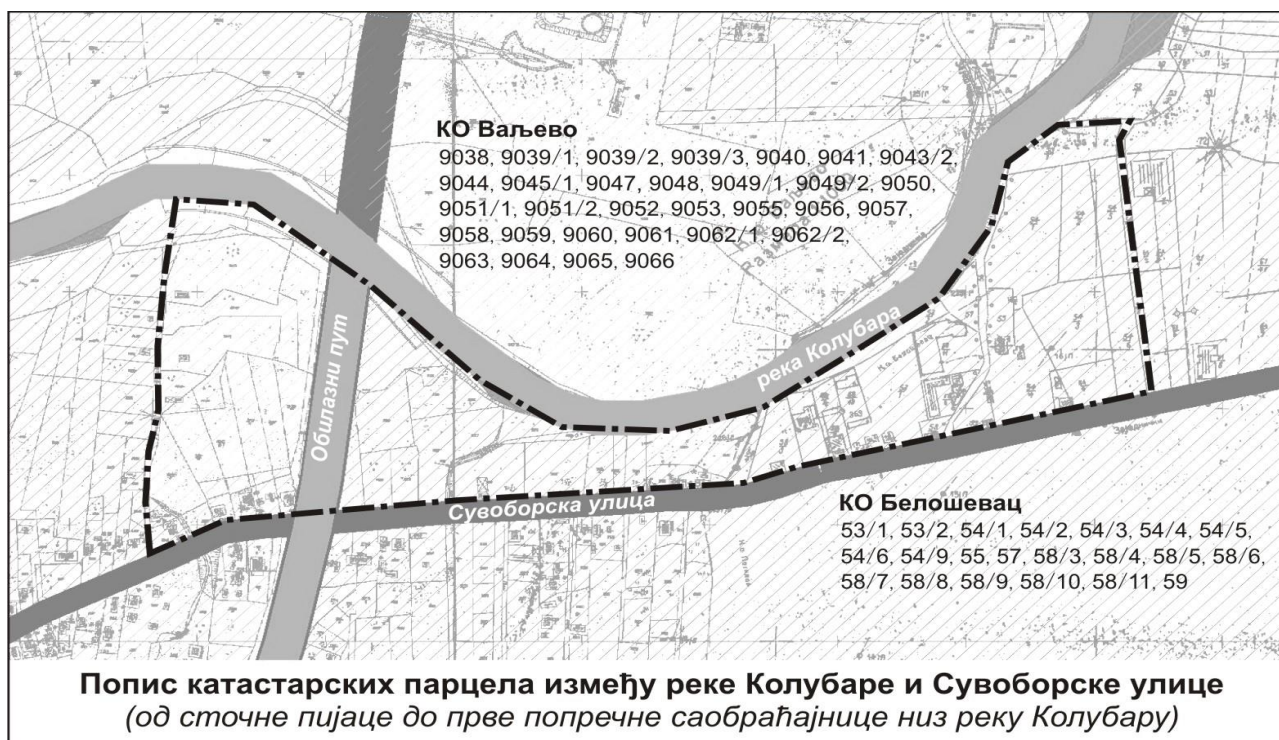 КО Ваљево
9038, 9039/1, 9039/2, 9039/3, 9040, 9041, 9043/2,
9044, 9045/1, 9047, 9048, 9049/1, 9049/2, 9050,
9051/1, 9051/2, 9052, 9053, 9055, 9056, 9057,
9058, 9059, 9060, 9061, 9062/1, 9062/2,
9063, 9064, 9065, 9066
Обилазни пут
река Колубара
Сувоборска улица
КО Белошевац
53/1, 53/2, 54/1, 54/2, 54/3, 54/4, 54/5,
54/6, 54/9, 55, 57, 58/3, 58/4, 58/5, 58/6,
58/7, 58/8, 58/9, 58/10, 58/11, 59
Попис катастарских парцела између реке Колубаре и Сувоборске улице
(од сточне пијаце до прве попречне саобраћајнице низ реку Колубару)